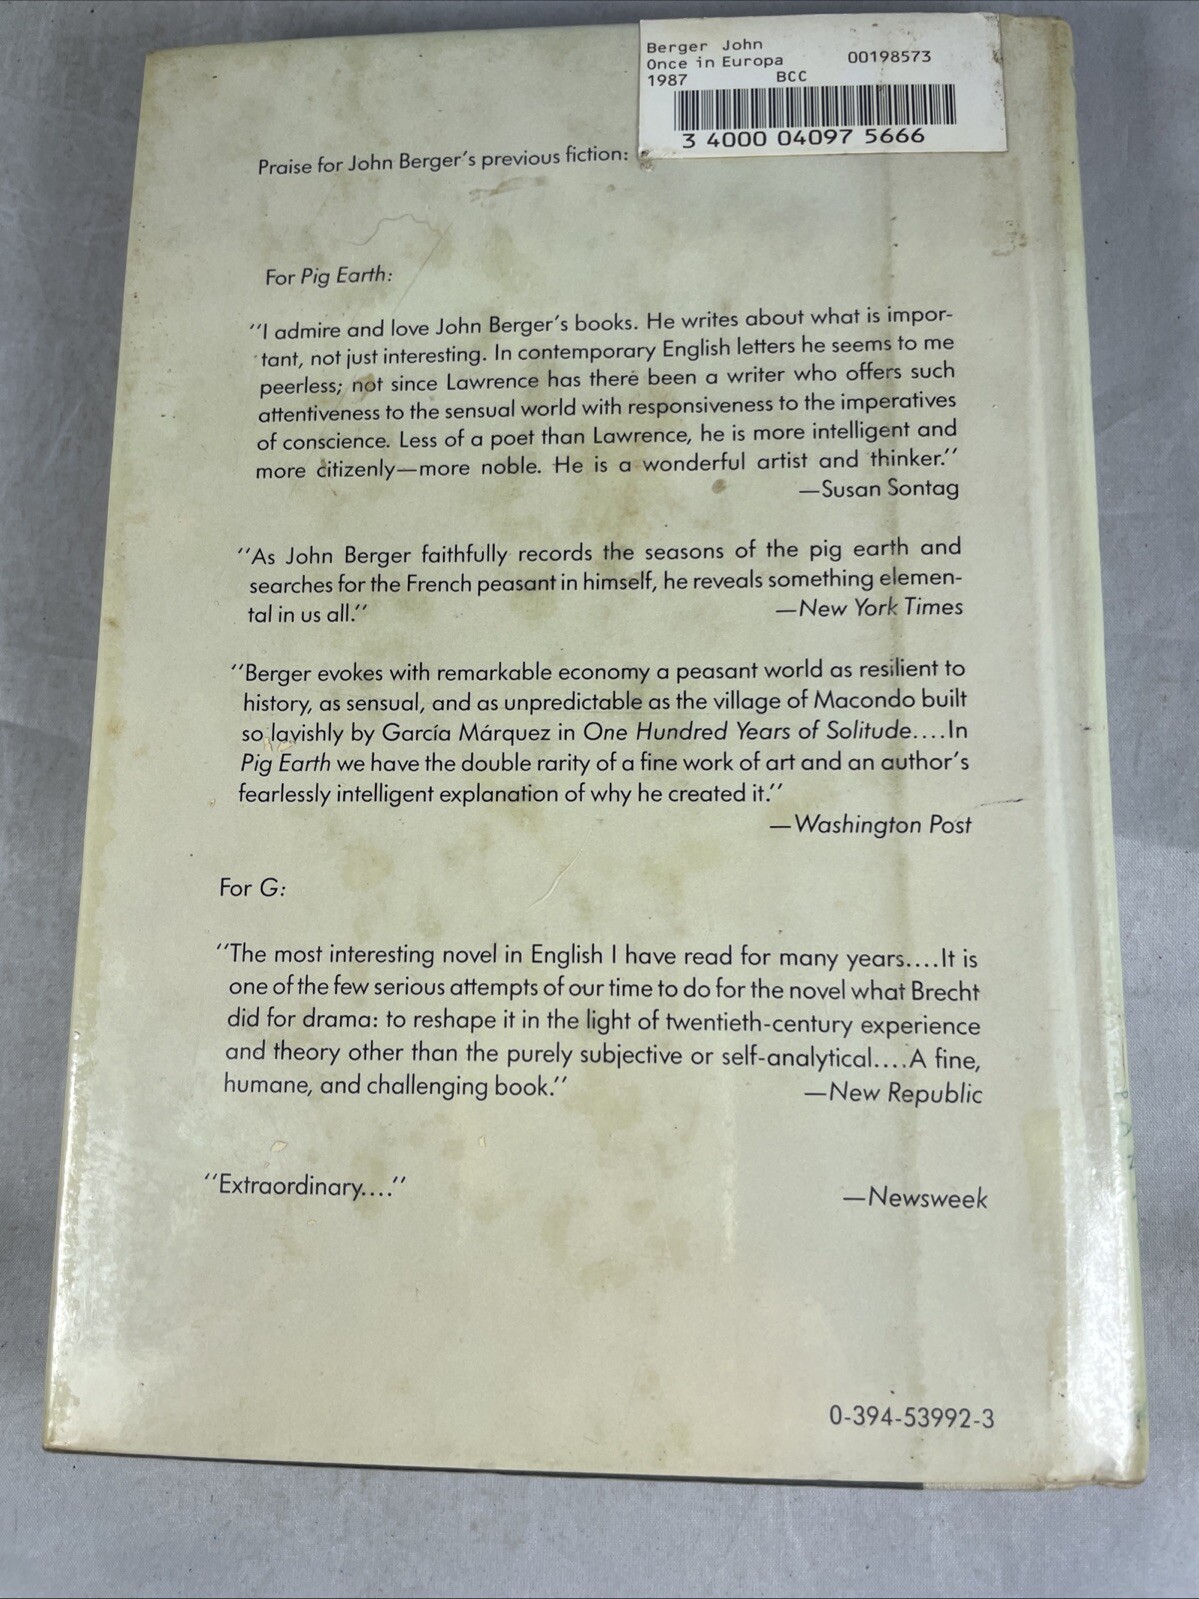 Berger John
Once in Europa 00198573
1987 BCC
3 4000 04097 5666
Praise for John Berger's previous fiction:
For Pig Earth:
"I admire and love John Berger's books. He writes about what is impor-
tant, not just interesting. In contemporary English letters he seems to me
peerless; not since Lawrence has there been a writer who offers such
attentiveness to the sensual world with responsiveness to the imperatives
of conscience. Less of a poet than Lawrence, he is more intelligent and
more citizenly—more noble. He is a wonderful artist and thinker."
—Susan Sontag
"As John Berger faithfully records the seasons of the pig earth and
searches for the French peasant in himself, he reveals something elemen-
tal in us all." —New York Times
"Berger evokes with remarkable economy a peasant world as resilient to
history, as sensual, and as unpredictable as the village of Macondo built
so lavishly by García Márquez in One Hundred Years of Solitude....In
Pig Earth we have the double rarity of a fine work of art and an author's
fearlessly intelligent explanation of why he created it."
—Washington Post
For G:
"The most interesting novel in English I have read for many years....It is
one of the few serious attempts of our time to do for the novel what Brecht
did for drama: to reshape it in the light of twentieth-century experience
and theory other than the purely subjective or self-analytical....A fine,
humane, and challenging book." —New Republic
"Extraordinary...." —Newsweek
0-394-53992-3